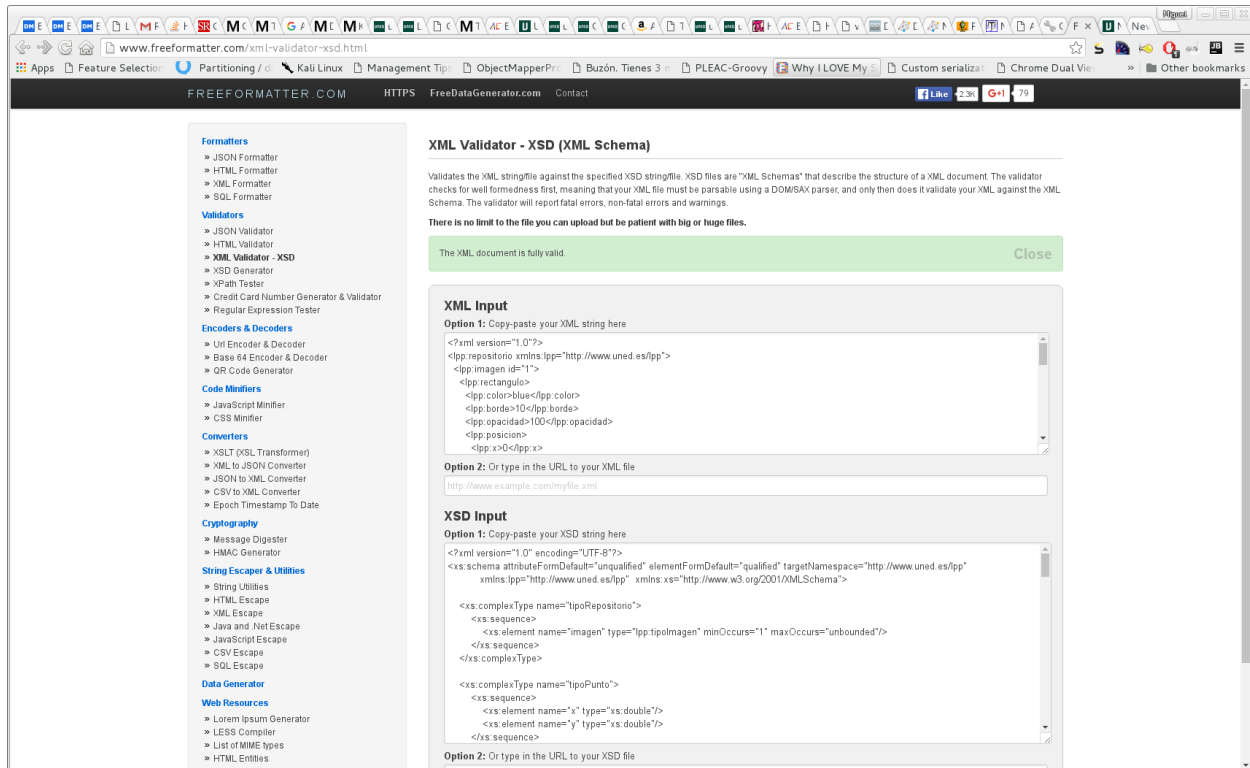 Miguel
www.freeformatter.com/xml-validator-xsd.html
Apps Feature Selection Partitioning / d Kali Linux Management Tips ObjectMapperPro Buzón. Tienes 3 n PLEAC-Groovy Why I LOVE My S Custom serializat Chrome Dual Vie » Other bookmarks
FREEFORMATTER.COM HTTPS FreeDataGenerator.com Contact Like 2.3K G+1 79
Formatters
» JSON Formatter
» HTML Formatter
» XML Formatter
» SQL Formatter
Validators
» JSON Validator
» HTML Validator
» XML Validator - XSD
» XSD Generator
» XPath Tester
» Credit Card Number Generator & Validator
» Regular Expression Tester
Encoders & Decoders
» Url Encoder & Decoder
» Base 64 Encoder & Decoder
» QR Code Generator
Code Minifiers
» JavaScript Minifier
» CSS Minifier
Converters
» XSLT (XSL Transformer)
» XML to JSON Converter
» JSON to XML Converter
» CSV to XML Converter
» Epoch Timestamp To Date
Cryptography
» Message Digester
» HMAC Generator
String Escaper & Utilities
» String Utilities
» HTML Escape
» XML Escape
» Java and .Net Escape
» JavaScript Escape
» CSV Escape
» SQL Escape
Data Generator
Web Resources
» Lorem Ipsum Generator
» LESS Compiler
» List of MIME types
» HTML Entities
XML Validator - XSD (XML Schema)
Validates the XML string/file against the specified XSD string/file. XSD files are "XML Schemas" that describe the structure of a XML document. The validator
checks for well formedness first, meaning that your XML file must be parsable using a DOM/SAX parser, and only then does it validate your XML against the XML
Schema. The validator will report fatal errors, non-fatal errors and warnings.
There is no limit to the file you can upload but be patient with big or huge files.
The XML document is fully valid. Close
XML Input
Option 1: Copy-paste your XML string here
<?xml version="1.0"?>
<lpp:repositorio xmlns:lpp="http://www.uned.es/lpp">
<lpp:imagen id="1">
<lpp:rectangulo>
<lpp:color>blue</lpp:color>
<lpp:borde>10</lpp:borde>
<lpp:opacidad>100</lpp:opacidad>
<lpp:posicion>
<lpp:x>0</lpp:x>
Option 2: Or type in the URL to your XML file
http://www.example.com/myfile.xml
XSD Input
Option 1: Copy-paste your XSD string here
<?xml version="1.0" encoding="UTF-8"?>
<xs:schema attributeFormDefault="unqualified" elementFormDefault="qualified" targetNamespace="http://www.uned.es/lpp"
xmlns:lpp="http://www.uned.es/lpp" xmlns:xs="http://www.w3.org/2001/XMLSchema">
<xs:complexType name="tipoRepositorio">
<xs:sequence>
<xs:element name="imagen" type="lpp:tipoImagen" minOccurs="1" maxOccurs="unbounded"/>
</xs:sequence>
</xs:complexType>
<xs:complexType name="tipoPunto">
<xs:sequence>
<xs:element name="x" type="xs:double"/>
<xs:element name="y" type="xs:double"/>
</xs:sequence>
Option 2: Or type in the URL to your XSD file